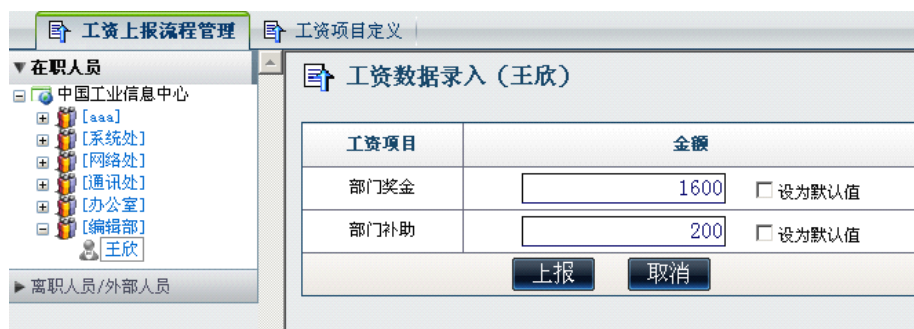 工资上报流程管理 工资项目定义
在职人员
中国工业信息中心
[aaa]
[系统处]
[网络处]
[通讯处]
[办公室]
[编辑部]
王欣
离职人员/外部人员
工资数据录入（王欣）
工资项目 金额
部门奖金 1600 设为默认值
部门补助 200 设为默认值
上报 取消